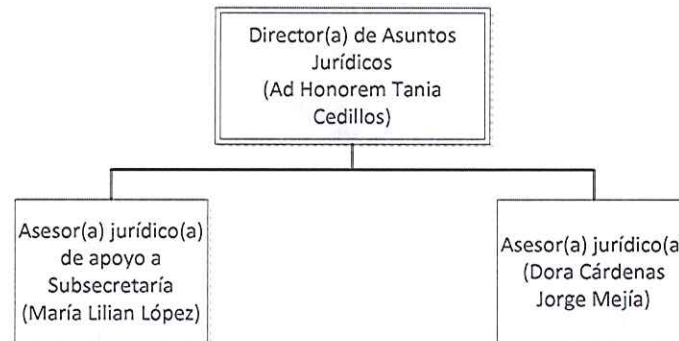 Director(a) de Asuntos
Jurídicos
(Ad Honorem Tania
Cedillos)
Asesor(a) jurídico(a)
de apoyo a
Subsecretaría
(María Lilian López)
Asesor(a) jurídico(a
(Dora Cárdenas
Jorge Mejía)